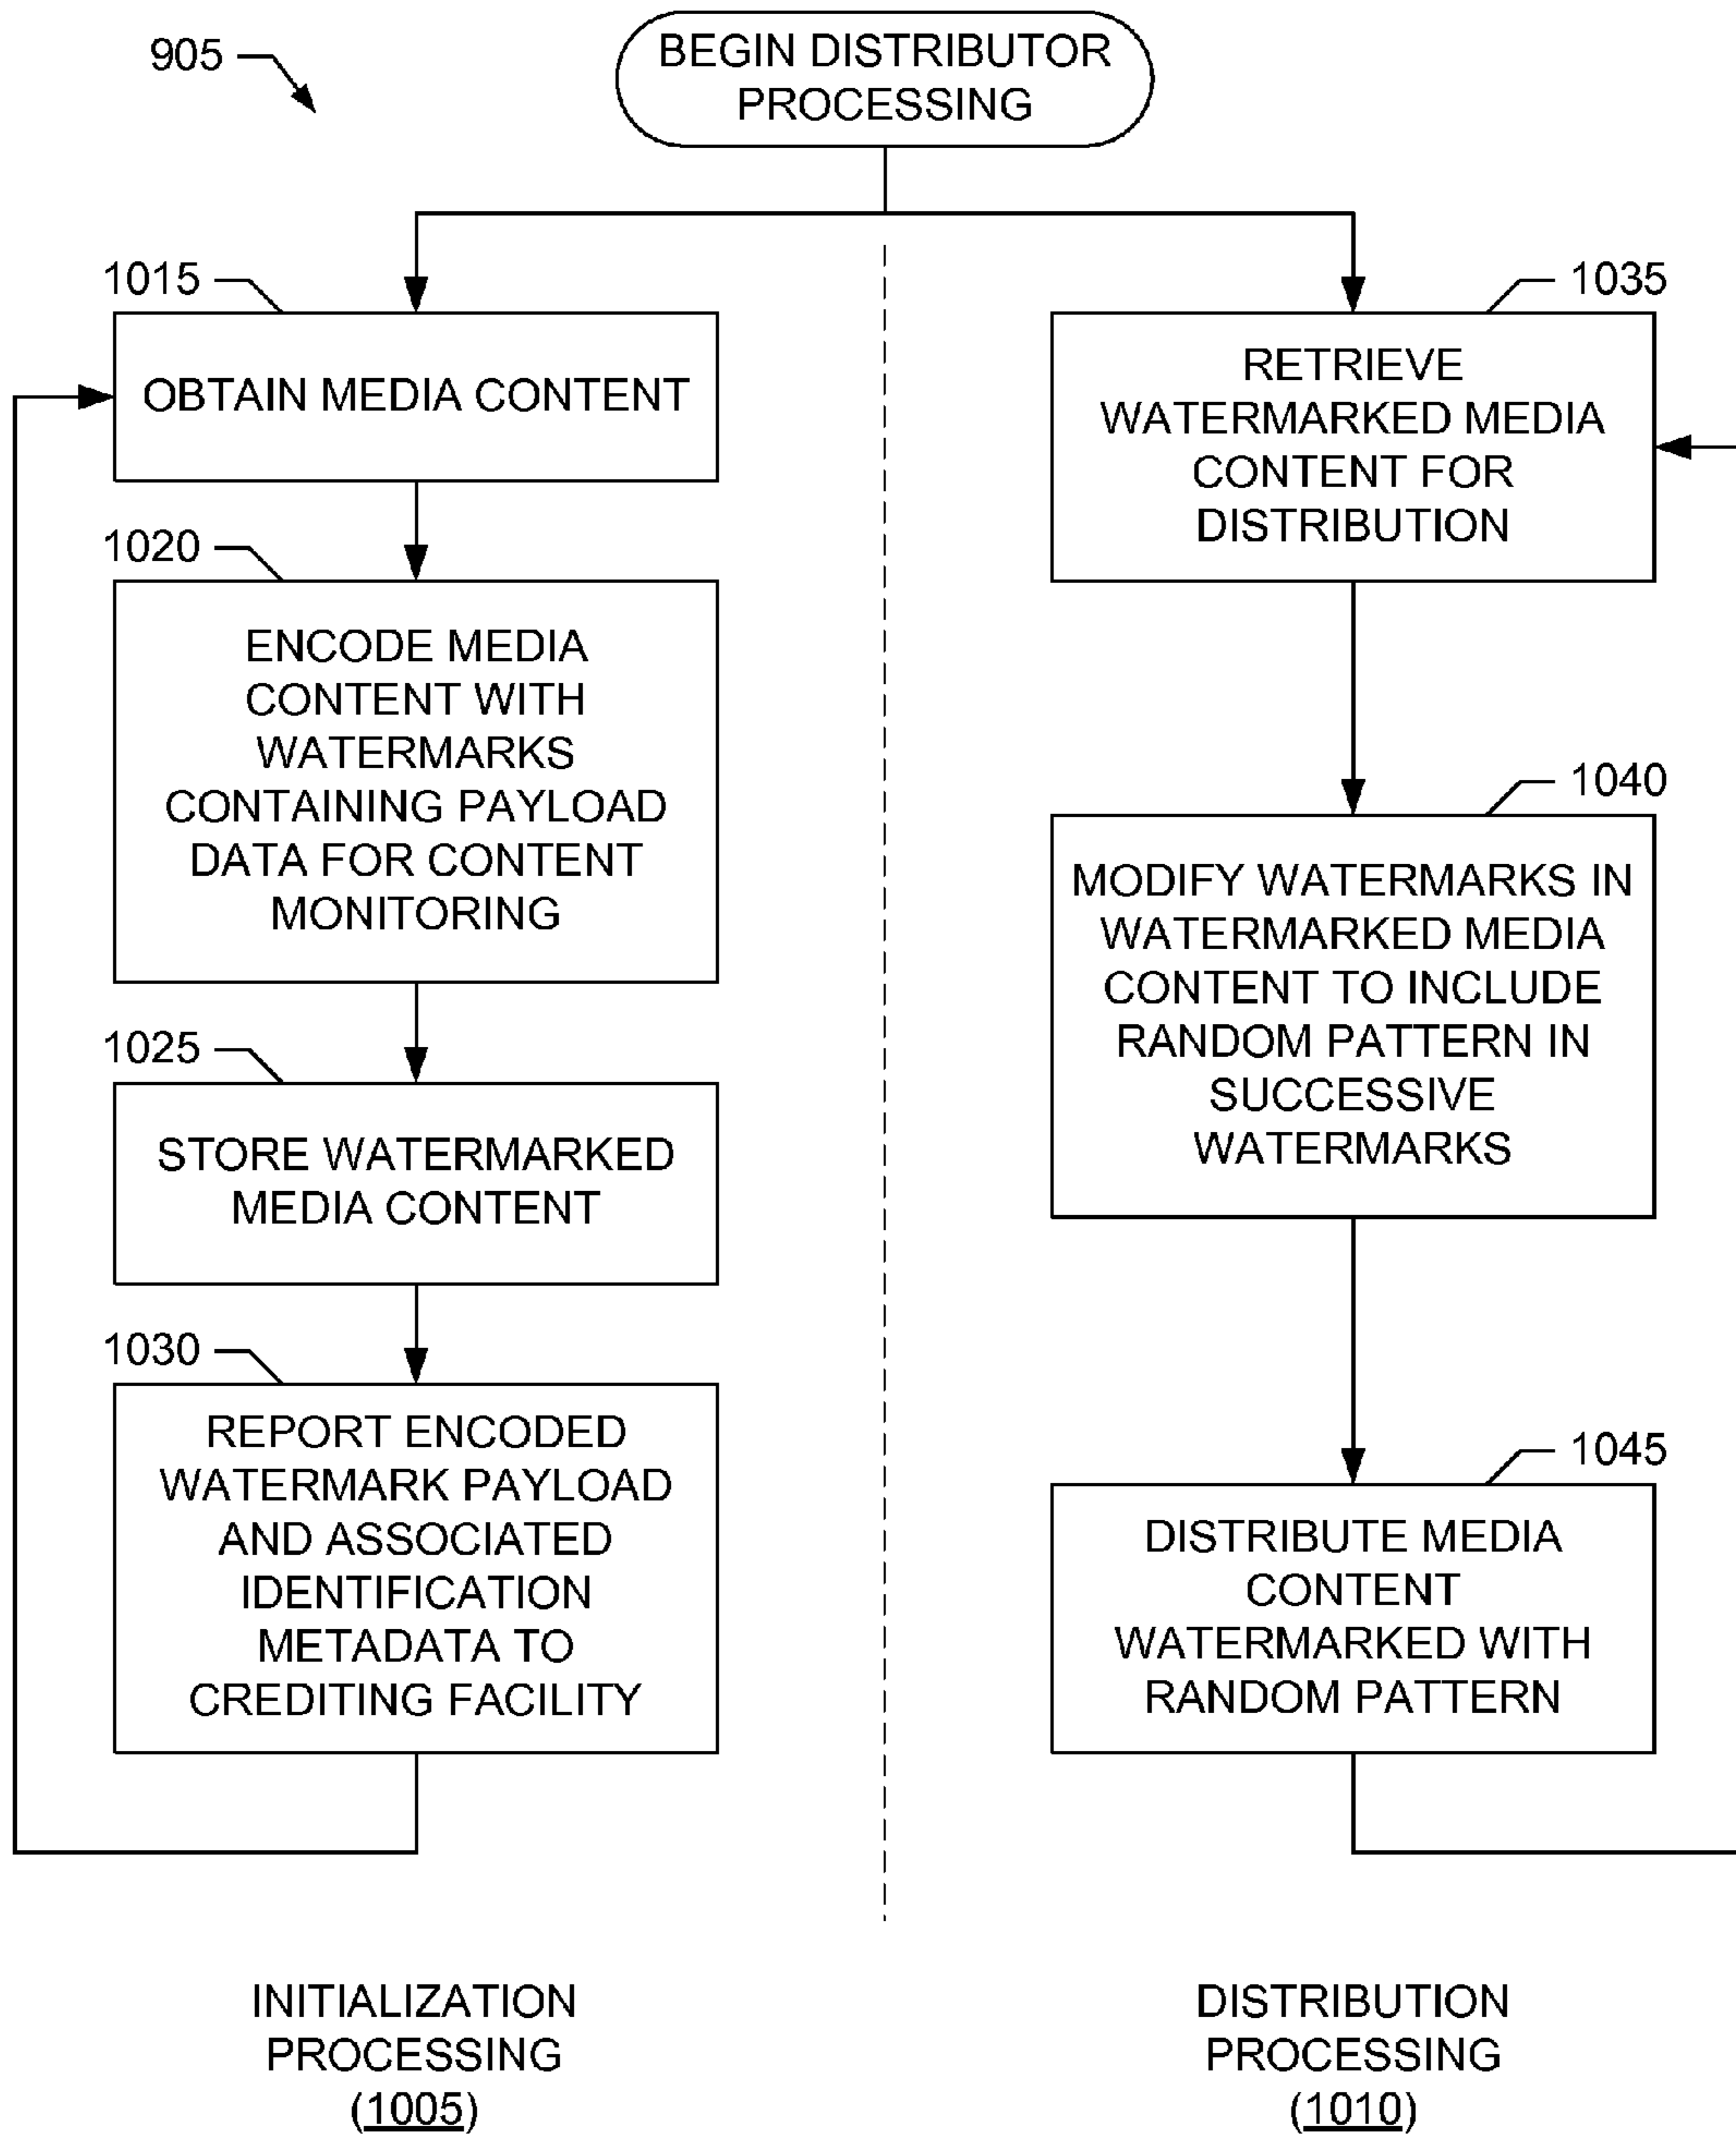 905
BEGIN DISTRIBUTOR
PROCESSING
1015
OBTAIN MEDIA CONTENT
1020
ENCODE MEDIA
CONTENT WITH
WATERMARKS
CONTAINING PAYLOAD
DATA FOR CONTENT
MONITORING
1025
STORE WATERMARKED
MEDIA CONTENT
1030
REPORT ENCODED
WATERMARK PAYLOAD
AND ASSOCIATED
IDENTIFICATION
METADATA TO
CREDITING FACILITY
INITIALIZATION
PROCESSING
(1005)
1035
RETRIEVE
WATERMARKED MEDIA
CONTENT FOR
DISTRIBUTION
1040
MODIFY WATERMARKS IN
WATERMARKED MEDIA
CONTENT TO INCLUDE
RANDOM PATTERN IN
SUCCESSIVE
WATERMARKS
1045
DISTRIBUTE MEDIA
CONTENT
WATERMARKED WITH
RANDOM PATTERN
DISTRIBUTION
PROCESSING
(1010)